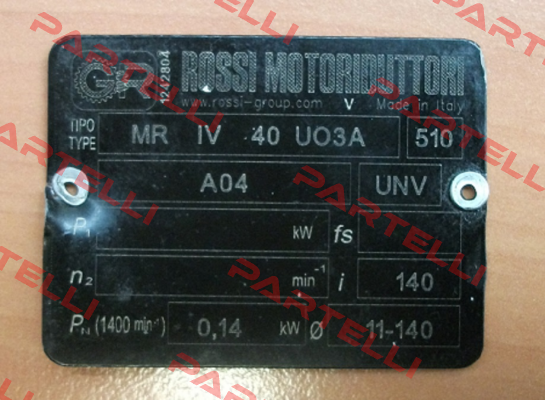 GR 1242804 ROSSI MOTORIDUTTORI
www.rossi-group.com V Made in Italy
TIPO TYPE MR IV 40 UO3A 510
A04 UNV
P₁ kW fs
n₂ min⁻¹ i 140
PN (1400 min⁻¹) 0,14 kW Ø 11-140
PARTELLI
PARTELLI
PARTELLI
PARTELLI
PARTELLI